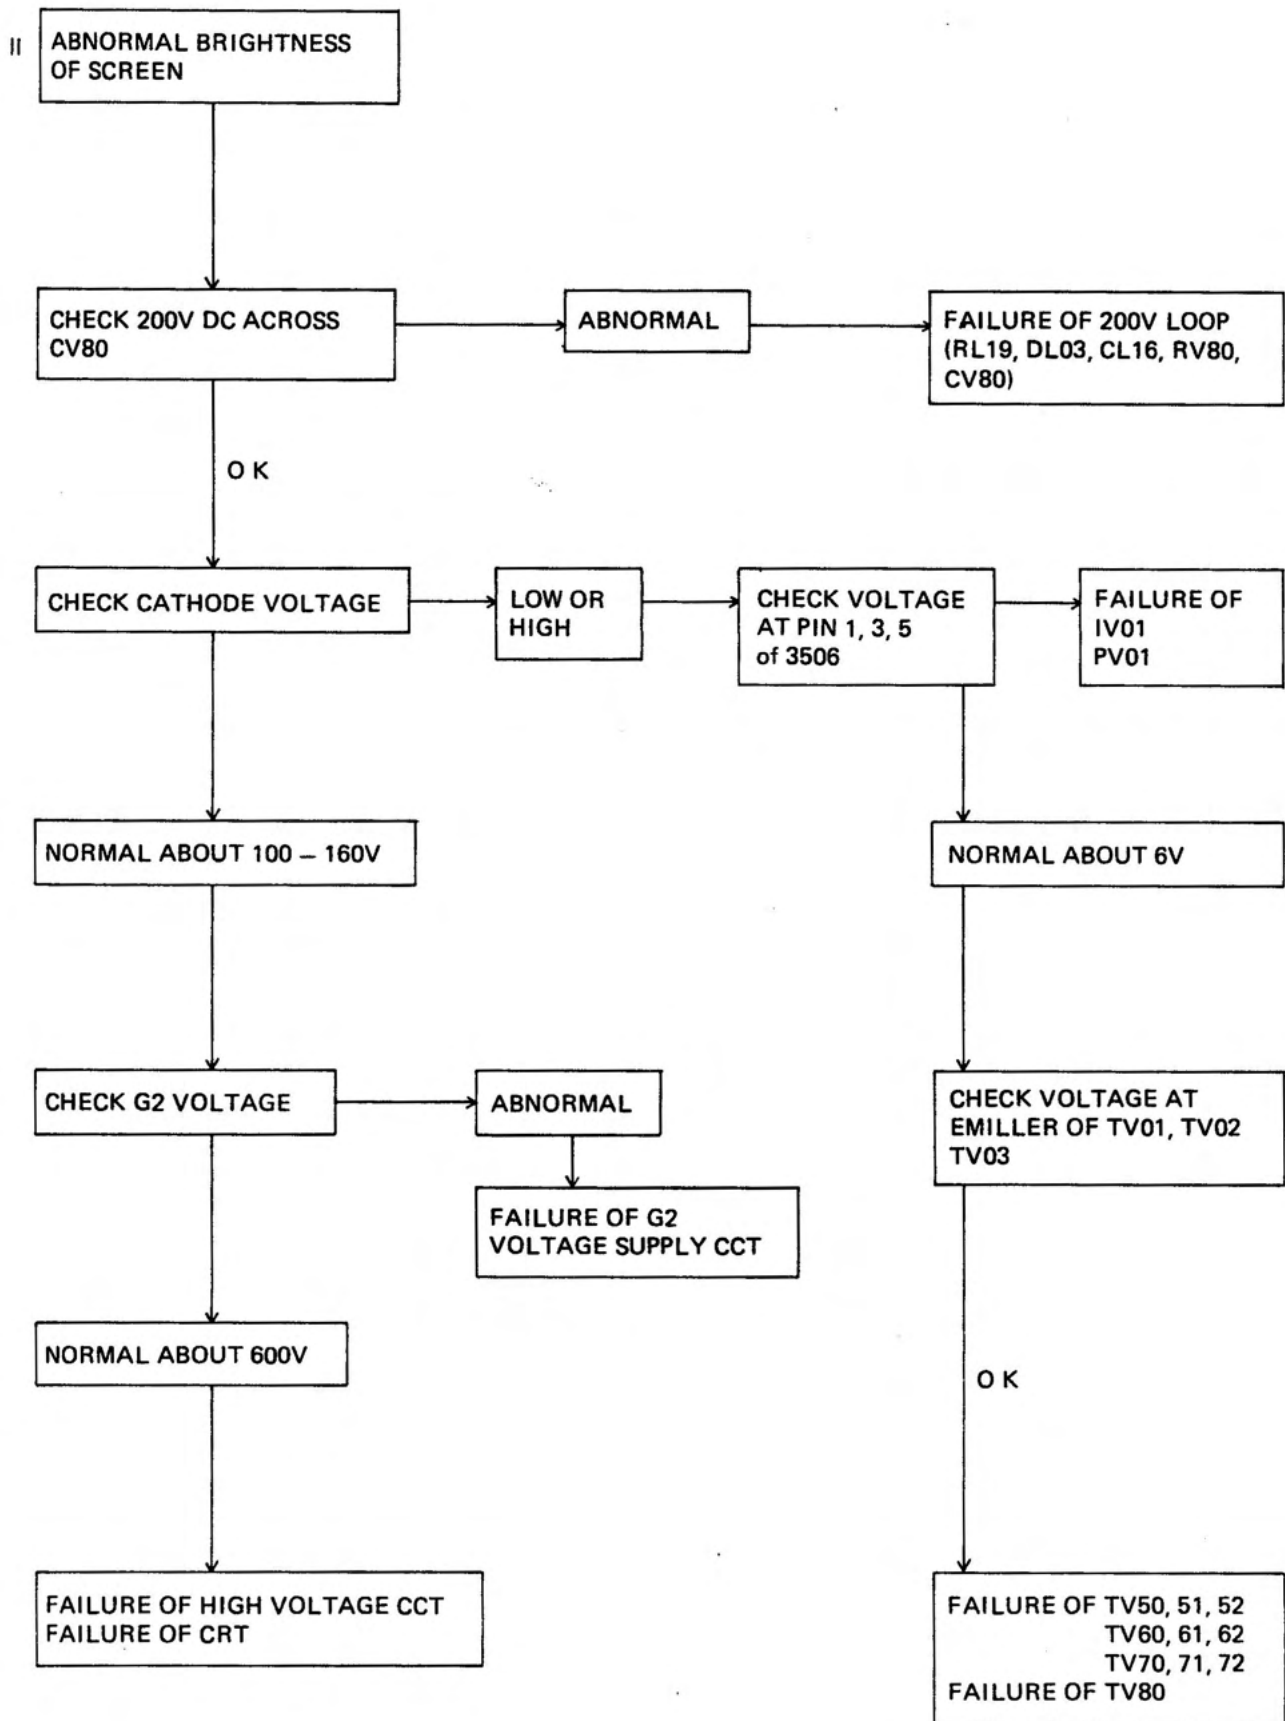 II
ABNORMAL BRIGHTNESS
OF SCREEN
CHECK 200V DC ACROSS
CV80
ABNORMAL
FAILURE OF 200V LOOP
(RL19, DL03, CL16, RV80,
CV80)
O K
CHECK CATHODE VOLTAGE
LOW OR
HIGH
CHECK VOLTAGE
AT PIN 1, 3, 5
of 3506
FAILURE OF
IV01
PV01
NORMAL ABOUT 100 – 160V
NORMAL ABOUT 6V
CHECK G2 VOLTAGE
ABNORMAL
CHECK VOLTAGE AT
EMILLER OF TV01, TV02
TV03
FAILURE OF G2
VOLTAGE SUPPLY CCT
NORMAL ABOUT 600V
O K
FAILURE OF HIGH VOLTAGE CCT
FAILURE OF CRT
FAILURE OF TV50, 51, 52
TV60, 61, 62
TV70, 71, 72
FAILURE OF TV80